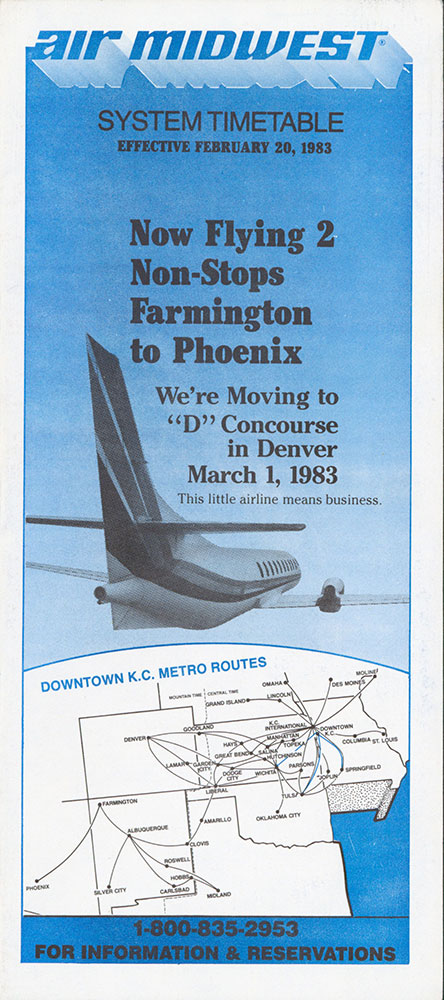 air MIDWEST®
SYSTEM TIMETABLE
EFFECTIVE FEBRUARY 20, 1983
Now Flying 2
Non-Stops
Farmington
to Phoenix
We're Moving to
"D" Concourse
in Denver
March 1, 1983
This little airline means business.
DOWNTOWN K.C. METRO ROUTES
MOUNTAIN TIME
CENTRAL TIME
OMAHA
MOLINE
DES MOINES
LINCOLN
GRAND ISLAND
K.C.
INTERNATIONAL
DOWNTOWN
K.C.
GOODLAND
DENVER
MANHATTAN
TOPEKA
COLUMBIA
ST. LOUIS
HAYS
GREAT BEND
SALINA
HUTCHINSON
LAMAR
GARDEN
CITY
DODGE
CITY
WICHITA
PARSONS
JOPLIN
SPRINGFIELD
LIBERAL
TULSA
FARMINGTON
AMARILLO
OKLAHOMA CITY
ALBUQUERQUE
CLOVIS
ROSWELL
HOBBS
PHOENIX
SILVER CITY
CARLSBAD
MIDLAND
1-800-835-2953
FOR INFORMATION & RESERVATIONS